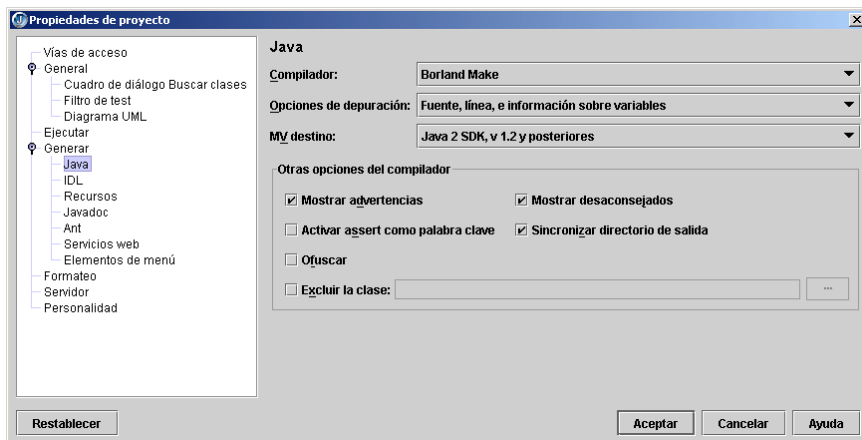 Propiedades de proyecto
Vías de acceso
General
Cuadro de diálogo Buscar clases
Filtro de test
Diagrama UML
Ejecutar
Generar
Java
IDL
Recursos
Javadoc
Ant
Servicios web
Elementos de menú
Formateo
Servidor
Personalidad
Java
Compilador: Borland Make
Opciones de depuración: Fuente, línea, e información sobre variables
MV destino: Java 2 SDK, v 1.2 y posteriores
Otras opciones del compilador
Mostrar advertencias Mostrar desaconsejados
Activar assert como palabra clave Sincronizar directorio de salida
Ofuscar
Excluir la clase: ...
Restablecer Aceptar Cancelar Ayuda